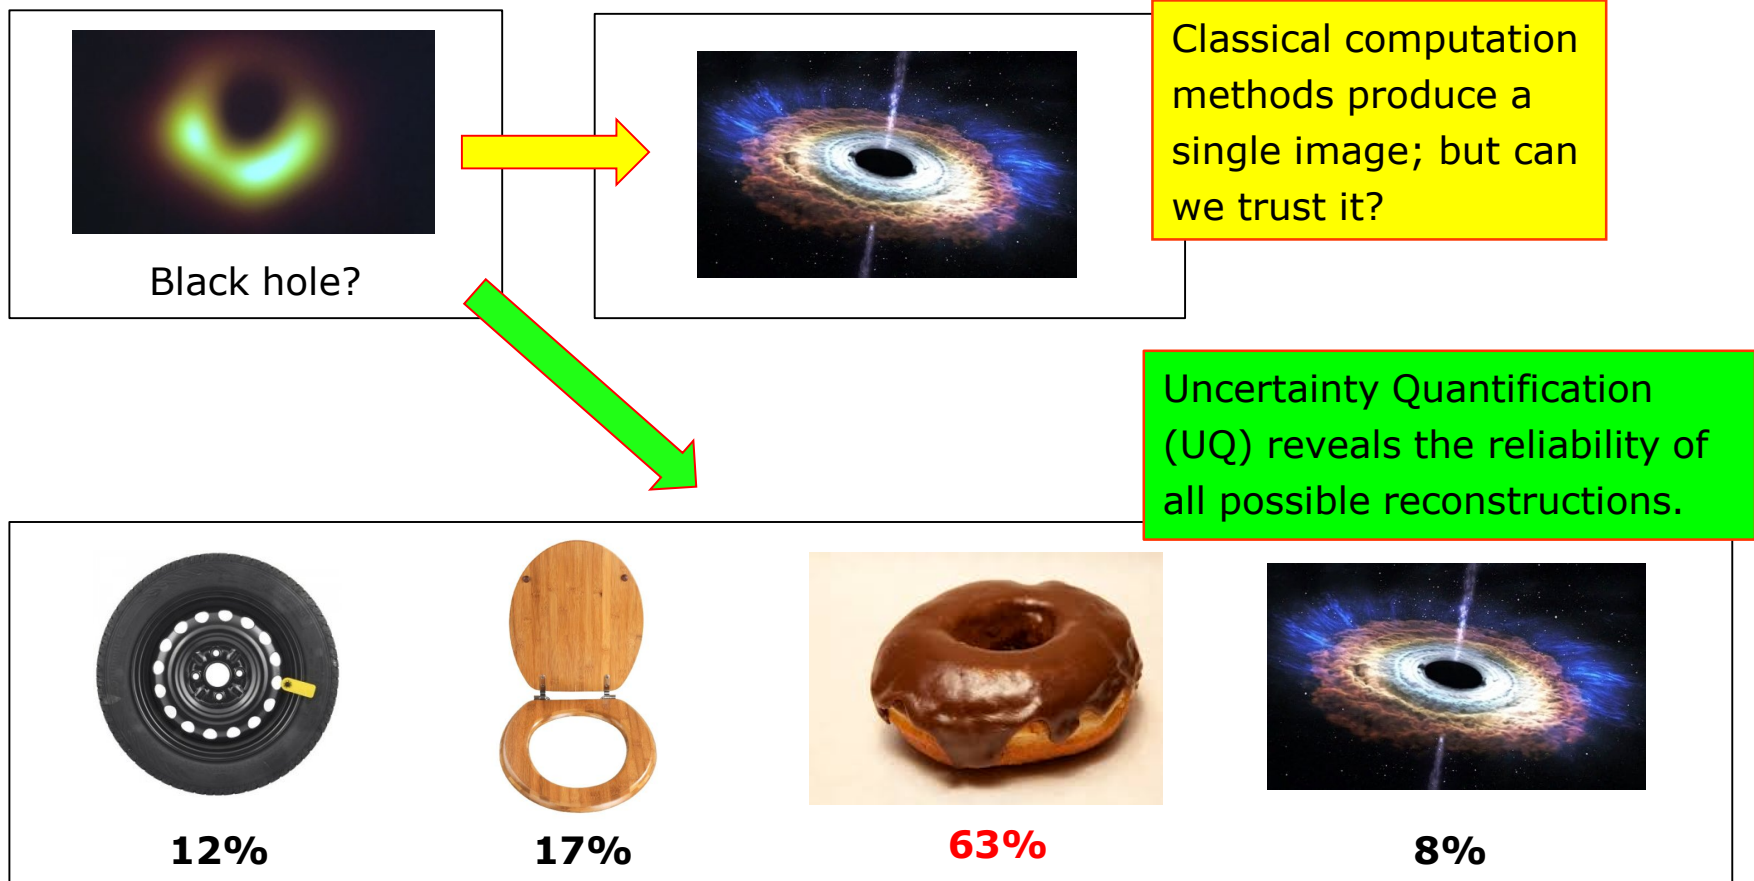 Classical computation
methods produce a
single image; but can
we trust it?
Black hole?
Uncertainty Quantification
(UQ) reveals the reliability of
all possible reconstructions.
12%
17%
63%
8%